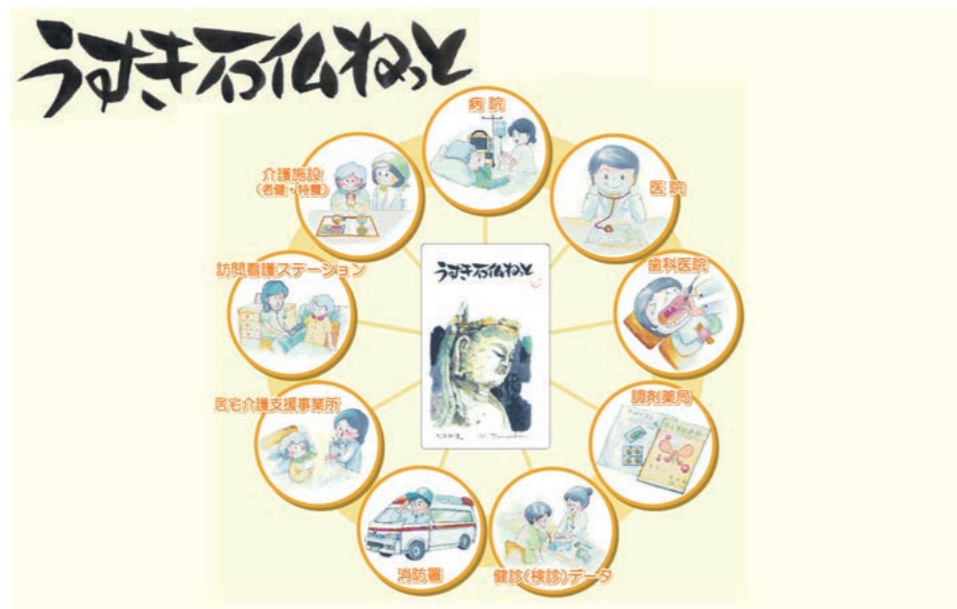 うすき石仏ねっと
病院
医院
歯科医院
調剤薬局
健診(検診)データ
消防署
居宅介護支援事業所
訪問看護ステーション
介護施設
(老健・特養)
うすき石仏ねっと